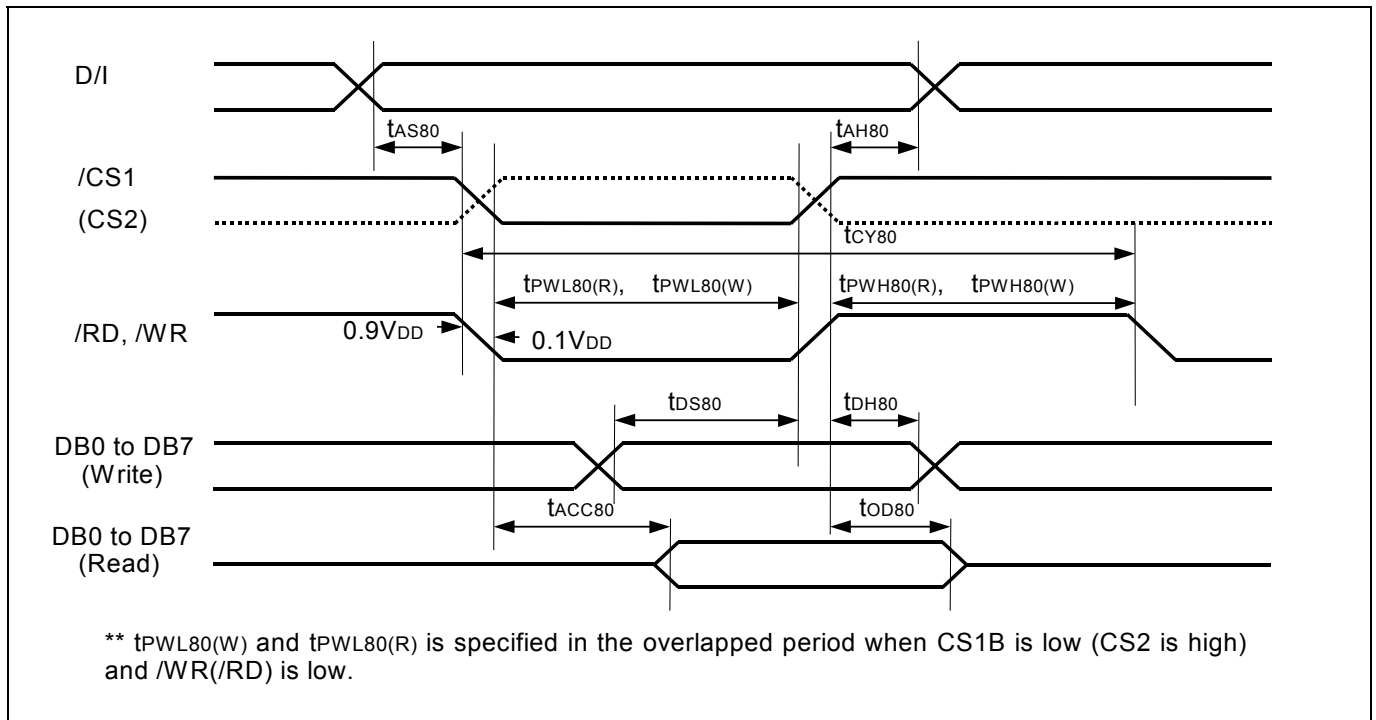 D/I
tAS80
tAH80
/CS1
(CS2)
tCY80
tPWL80(R), tPWL80(W)
tPWH80(R), tPWH80(W)
/RD, /WR
0.9VDD
0.1VDD
tDS80
tDH80
DB0 to DB7
(Write)
tACC80
tOD80
DB0 to DB7
(Read)
** tPWL80(W) and tPWL80(R) is specified in the overlapped period when CS1B is low (CS2 is high)
and /WR(/RD) is low.